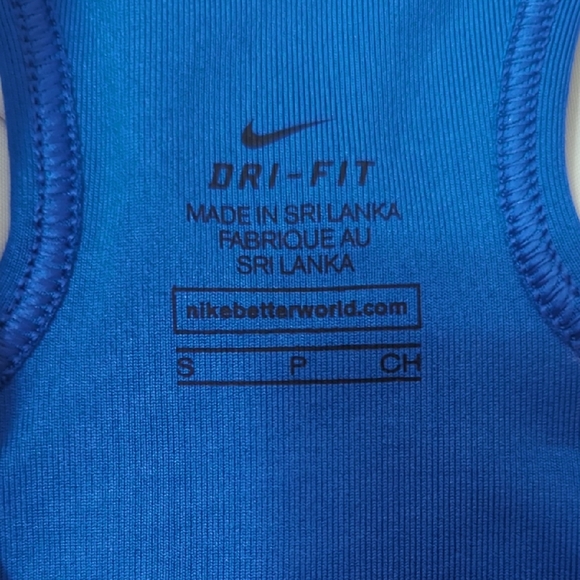 DRI-FIT
MADE IN SRI LANKA
FABRIQUE AU
SRI LANKA
nikebetterworld.com
S P CH